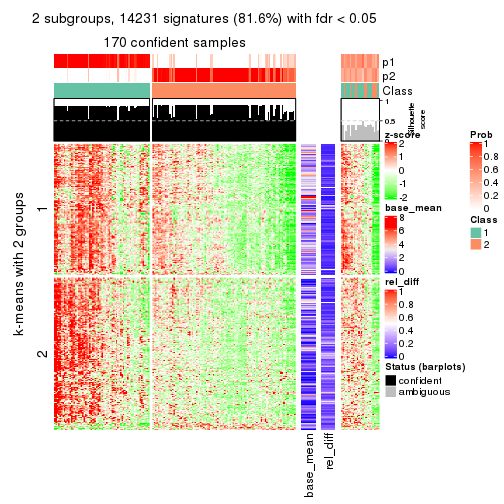 2 subgroups, 14231 signatures (81.6%) with fdr < 0.05
170 confident samples
p1
p2
Class
1
0.5
0
Silhouette
score
k-means with 2 groups
1
2
base_mean
rel_diff
z-score
2
1
0
-1
-2
base_mean
8
6
4
2
0
rel_diff
1
0.8
0.6
0.4
0.2
0
Status (barplots)
confident
ambiguous
Prob
1
0.8
0.6
0.4
0.2
0
Class
1
2